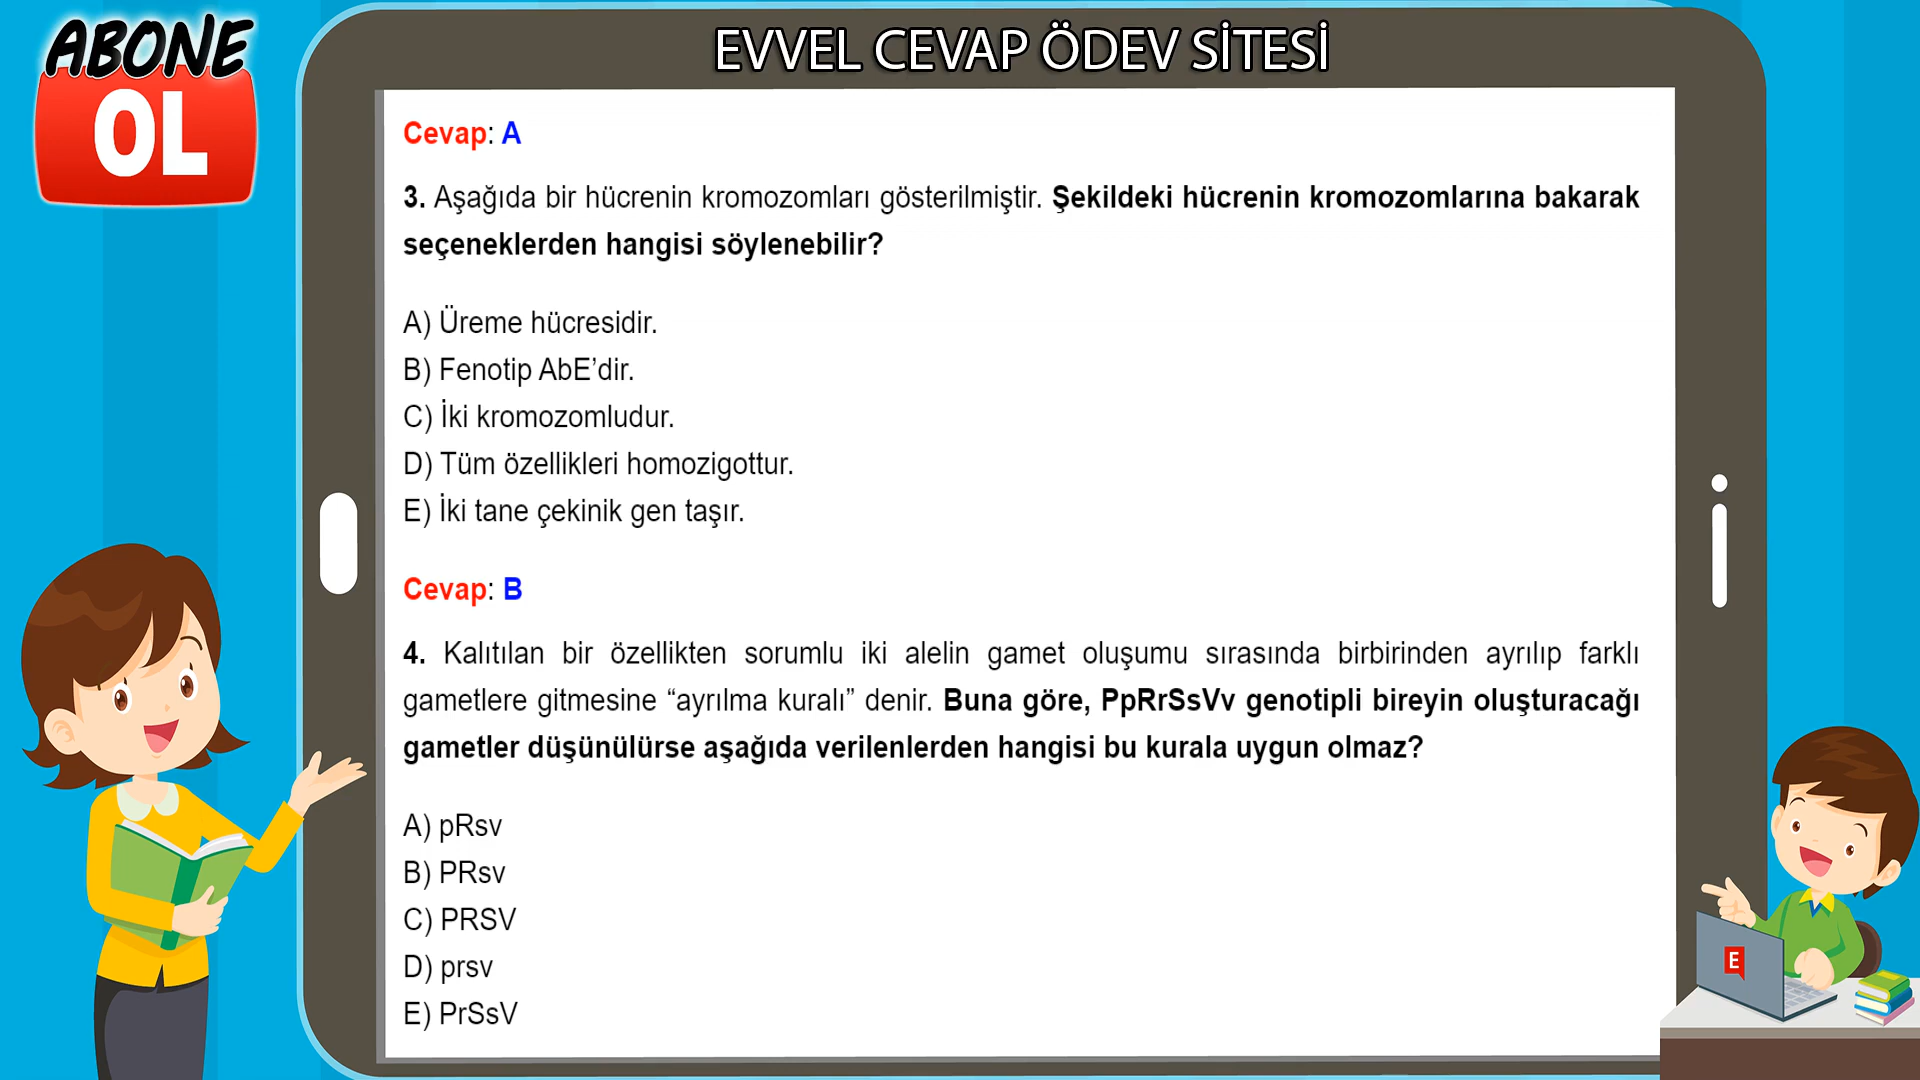 ABONE
OL
EVVEL CEVAP ÖDEV SİTESİ
Cevap: A
3. Aşağıda bir hücrenin kromozomları gösterilmiştir. Şekildeki hücrenin kromozomlarına bakarak
seçeneklerden hangisi söylenebilir?
A) Üreme hücresidir.
B) Fenotip AbE’dir.
C) İki kromozomludur.
D) Tüm özellikleri homozigottur.
E) İki tane çekinik gen taşır.
Cevap: B
4. Kalıtılan bir özellikten sorumlu iki alelin gamet oluşumu sırasında birbirinden ayrılıp farklı
gametlere gitmesine “ayrılma kuralı” denir. Buna göre, PpRrSsVv genotipli bireyin oluşturacağı
gametler düşünülürse aşağıda verilenlerden hangisi bu kurala uygun olmaz?
A) pRsv
B) PRsv
C) PRSV
D) prsv
E) PrSsV
E